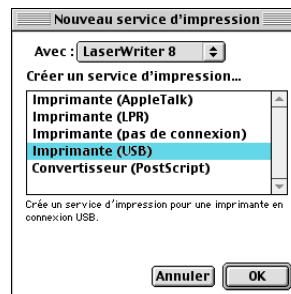 Nouveau service d'impression
Avec : LaserWriter 8
Créer un service d'impression...
Imprimante (AppleTalk)
Imprimante (LPR)
Imprimante (pas de connexion)
Imprimante (USB)
Convertisseur (PostScript)
Crée un service d'impression pour une imprimante en
connexion USB.
Annuler OK